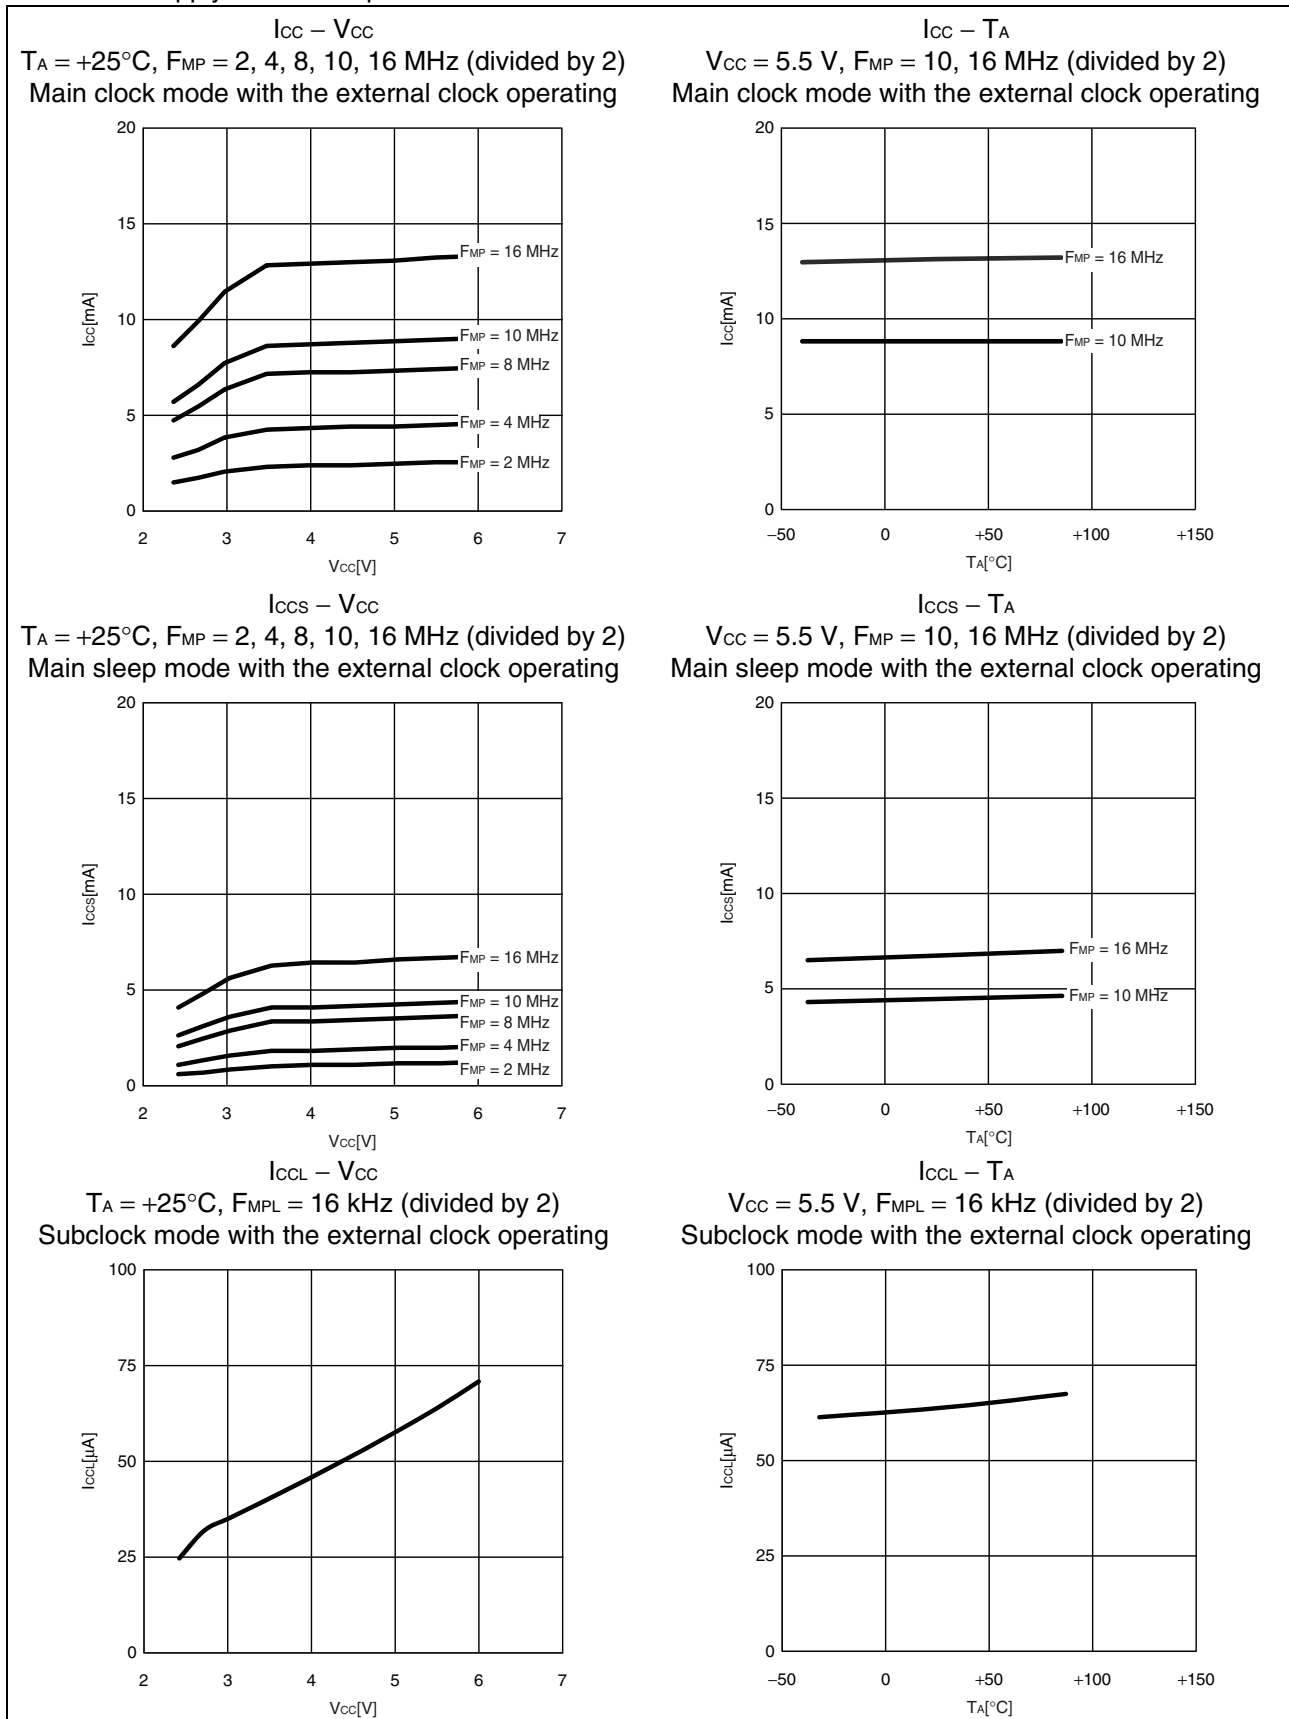 ICC – VCC
TA = +25°C, FMP = 2, 4, 8, 10, 16 MHz (divided by 2)
Main clock mode with the external clock operating
20
15
10
5
0
ICC[mA]
FMP = 16 MHz
FMP = 10 MHz
FMP = 8 MHz
FMP = 4 MHz
FMP = 2 MHz
2 3 4 5 6 7
VCC[V]
ICC – TA
VCC = 5.5 V, FMP = 10, 16 MHz (divided by 2)
Main clock mode with the external clock operating
20
15
10
5
0
ICC[mA]
FMP = 16 MHz
FMP = 10 MHz
−50 0 +50 +100 +150
TA[°C]
ICCS – VCC
TA = +25°C, FMP = 2, 4, 8, 10, 16 MHz (divided by 2)
Main sleep mode with the external clock operating
20
15
10
5
0
ICCS[mA]
FMP = 16 MHz
FMP = 10 MHz
FMP = 8 MHz
FMP = 4 MHz
FMP = 2 MHz
2 3 4 5 6 7
VCC[V]
ICCS – TA
VCC = 5.5 V, FMP = 10, 16 MHz (divided by 2)
Main sleep mode with the external clock operating
20
15
10
5
0
ICCS[mA]
FMP = 16 MHz
FMP = 10 MHz
−50 0 +50 +100 +150
TA[°C]
ICCL – VCC
TA = +25°C, FMPL = 16 kHz (divided by 2)
Subclock mode with the external clock operating
100
75
50
25
0
ICCL[µA]
2 3 4 5 6 7
VCC[V]
ICCL – TA
VCC = 5.5 V, FMPL = 16 kHz (divided by 2)
Subclock mode with the external clock operating
100
75
50
25
0
ICCL[µA]
−50 0 +50 +100 +150
TA[°C]